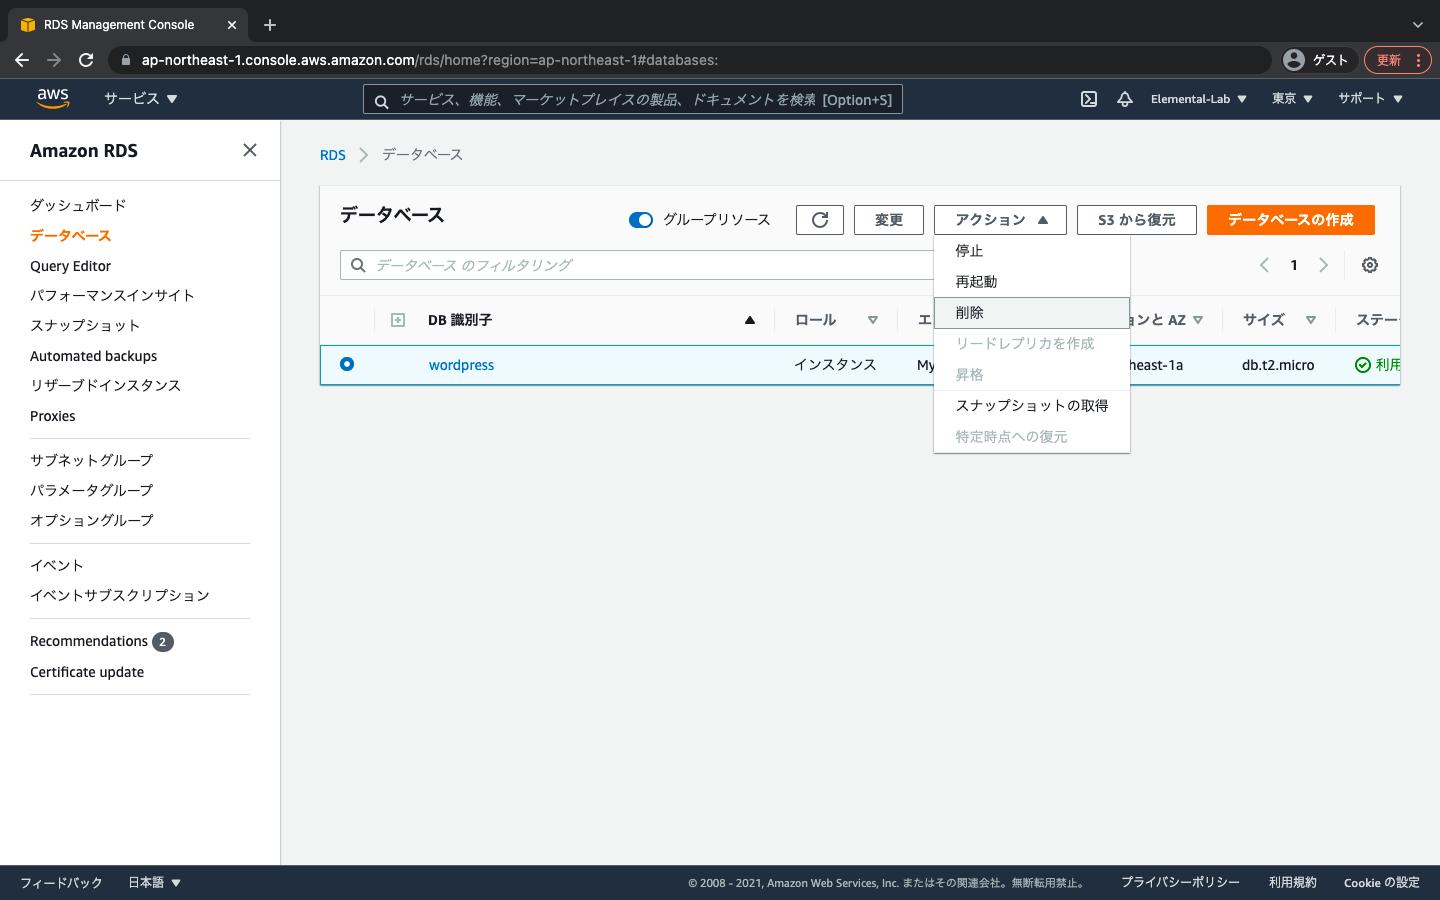 RDS Management Console
ap-northeast-1.console.aws.amazon.com/rds/home?region=ap-northeast-1#databases:
ゲスト
更新
aws
サービス
サービス、機能、マーケットプレイスの製品、ドキュメントを検索 [Option+S]
Elemental-Lab
東京
サポート
Amazon RDS
ダッシュボード
データベース
Query Editor
パフォーマンスインサイト
スナップショット
Automated backups
リザーブドインスタンス
Proxies
サブネットグループ
パラメータグループ
オプショングループ
イベント
イベントサブスクリプション
Recommendations 2
Certificate update
RDS
データベース
データベース
グループリソース
変更
アクション
S3 から復元
データベースの作成
データベース のフィルタリング
1
停止
再起動
削除
リードレプリカを作成
昇格
スナップショットの取得
特定時点への復元
DB 識別子
ロール
エ
ョンと AZ
サイズ
ステー
wordpress
インスタンス
My
heast-1a
db.t2.micro
利用
フィードバック
日本語
© 2008 - 2021, Amazon Web Services, Inc. またはその関連会社。無断転用禁止。
プライバシーポリシー
利用規約
Cookie の設定